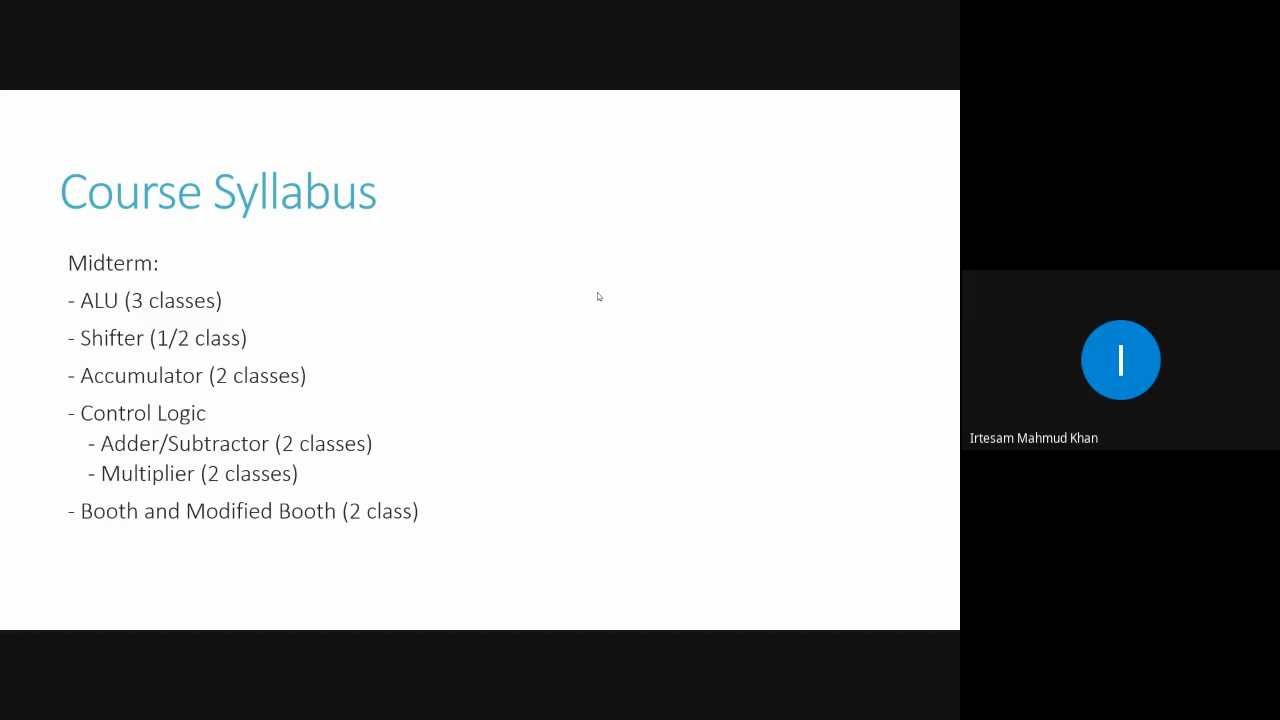 Course Syllabus
Midterm:
- ALU (3 classes)
- Shifter (1/2 class)
- Accumulator (2 classes)
- Control Logic
- Adder/Subtractor (2 classes)
- Multiplier (2 classes)
- Booth and Modified Booth (2 class)
I
Irtesam Mahmud Khan